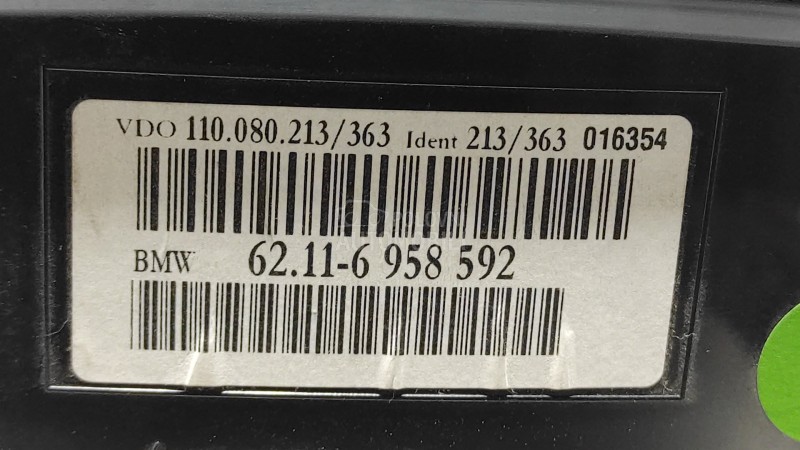 VDO 110.080.213/363 Ident 213/363 016354
BMW 62.11-6 958 592